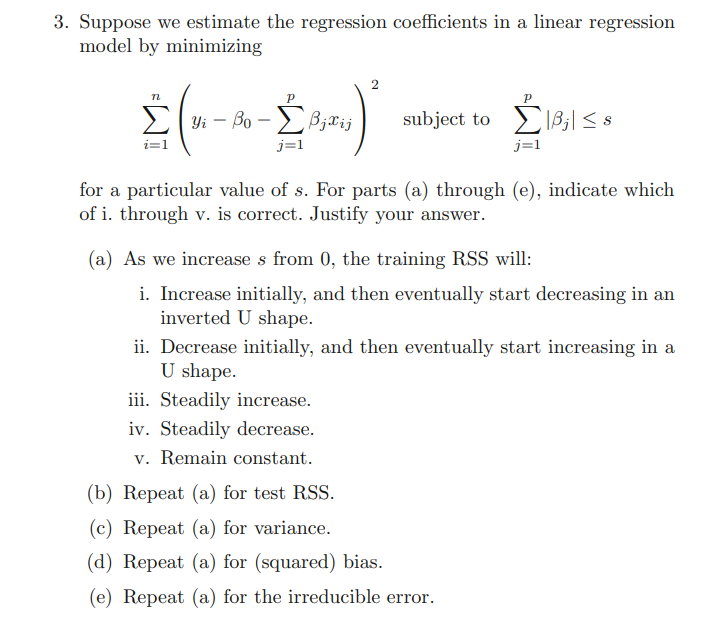 3. Suppose we estimate the regression coefficients in a linear regression
model by minimizing
$\sum_{i=1}^{n} \left( y_i - \beta_0 - \sum_{j=1}^{p} \beta_j x_{ij} \right)^2$ subject to $\sum_{j=1}^{p} |\beta_j| \leq s$
for a particular value of s. For parts (a) through (e), indicate which
of i. through v. is correct. Justify your answer.
(a) As we increase s from 0, the training RSS will:
i. Increase initially, and then eventually start decreasing in an
inverted U shape.
ii. Decrease initially, and then eventually start increasing in a
U shape.
iii. Steadily increase.
iv. Steadily decrease.
v. Remain constant.
(b) Repeat (a) for test RSS.
(c) Repeat (a) for variance.
(d) Repeat (a) for (squared) bias.
(e) Repeat (a) for the irreducible error.